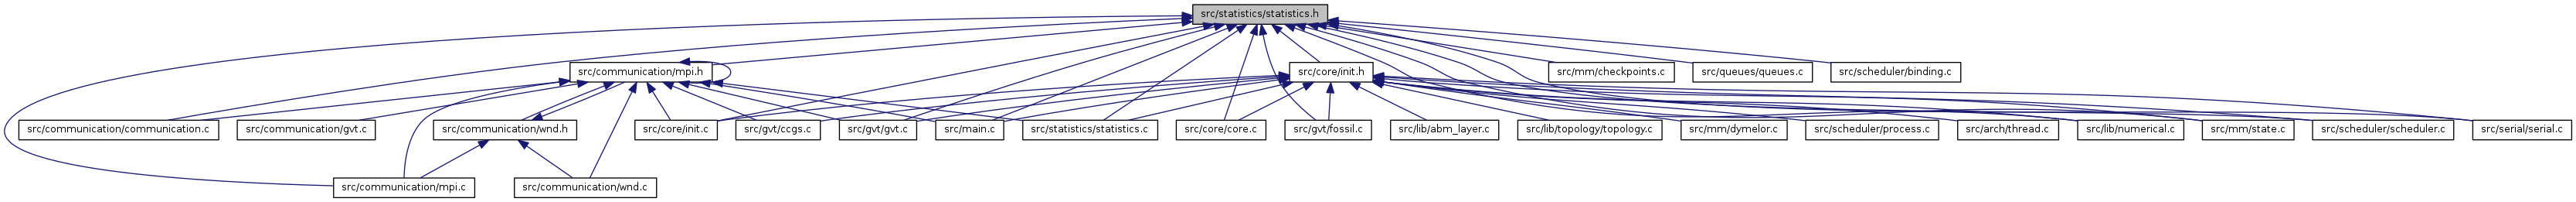 src/statistics/statistics.h
src/communication/mpi.h
src/core/init.h
src/mm/checkpoints.c
src/queues/queues.c
src/scheduler/binding.c
src/communication/communication.c
src/communication/gvt.c
src/communication/wnd.h
src/core/init.c
src/gvt/ccgs.c
src/gvt/gvt.c
src/main.c
src/statistics/statistics.c
src/core/core.c
src/gvt/fossil.c
src/lib/abm_layer.c
src/lib/topology/topology.c
src/mm/dymelor.c
src/scheduler/process.c
src/arch/thread.c
src/lib/numerical.c
src/mm/state.c
src/scheduler/scheduler.c
src/serial/serial.c
src/communication/mpi.c
src/communication/wnd.c